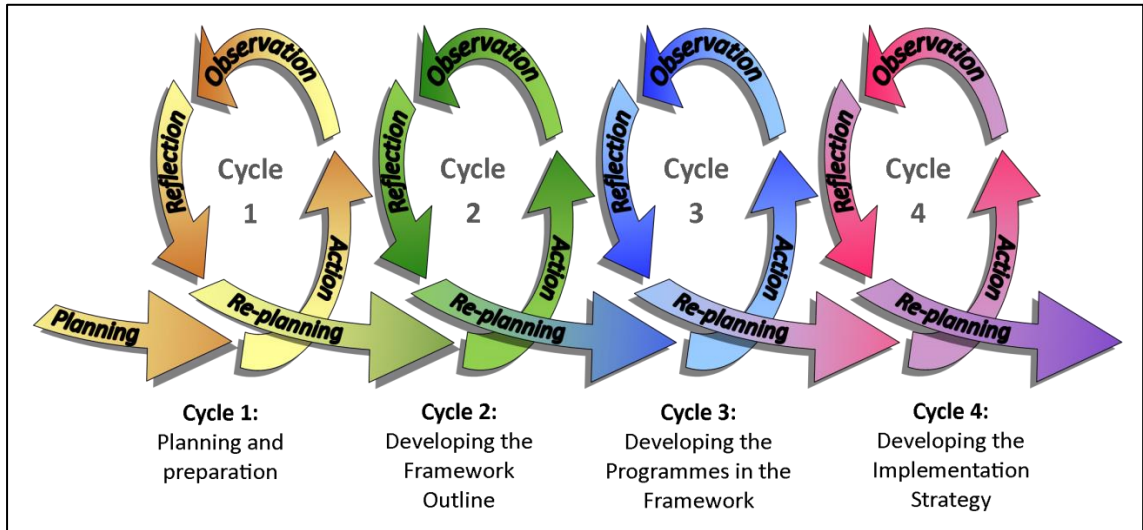 Observation
Reflection
Cycle
1
Action
Planning
Re-planning
Observation
Reflection
Cycle
2
Action
Re-planning
Observation
Reflection
Cycle
3
Action
Re-planning
Observation
Reflection
Cycle
4
Action
Re-planning
Cycle 1:
Planning and
preparation
Cycle 2:
Developing the
Framework
Outline
Cycle 3:
Developing the
Programmes in the
Framework
Cycle 4:
Developing the
Implementation
Strategy